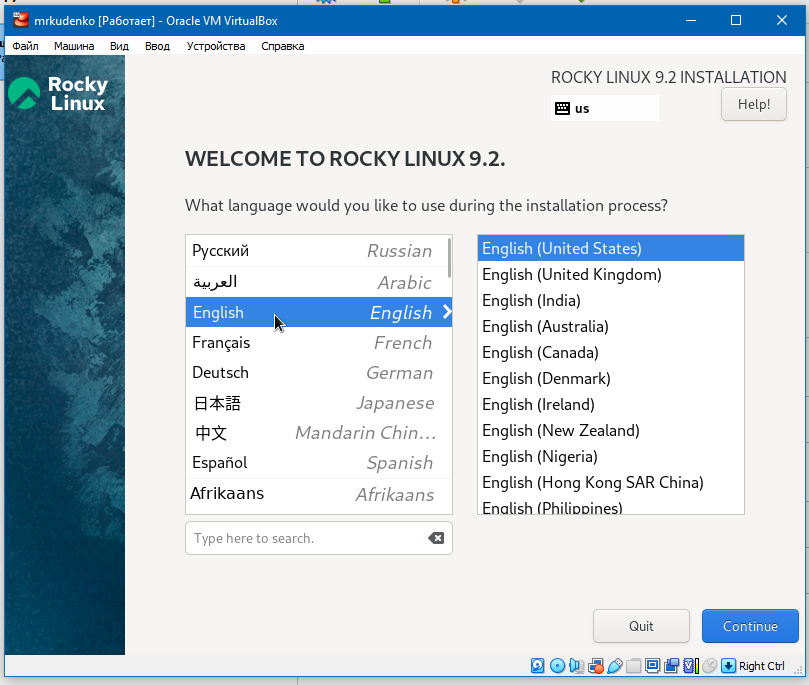 mrkudenko [Работает] - Oracle VM VirtualBox
Файл Машина Вид Ввод Устройства Справка
Rocky
Linux
ROCKY LINUX 9.2 INSTALLATION
us
Help!
WELCOME TO ROCKY LINUX 9.2.
What language would you like to use during the installation process?
Русский Russian
العربية Arabic
English English
Français French
Deutsch German
日本語 Japanese
中文 Mandarin Chin…
Español Spanish
Afrikaans Afrikaans
Type here to search.
English (United States)
English (United Kingdom)
English (India)
English (Australia)
English (Canada)
English (Denmark)
English (Ireland)
English (New Zealand)
English (Nigeria)
English (Hong Kong SAR China)
English (Philippines)
Quit
Continue
Right Ctrl